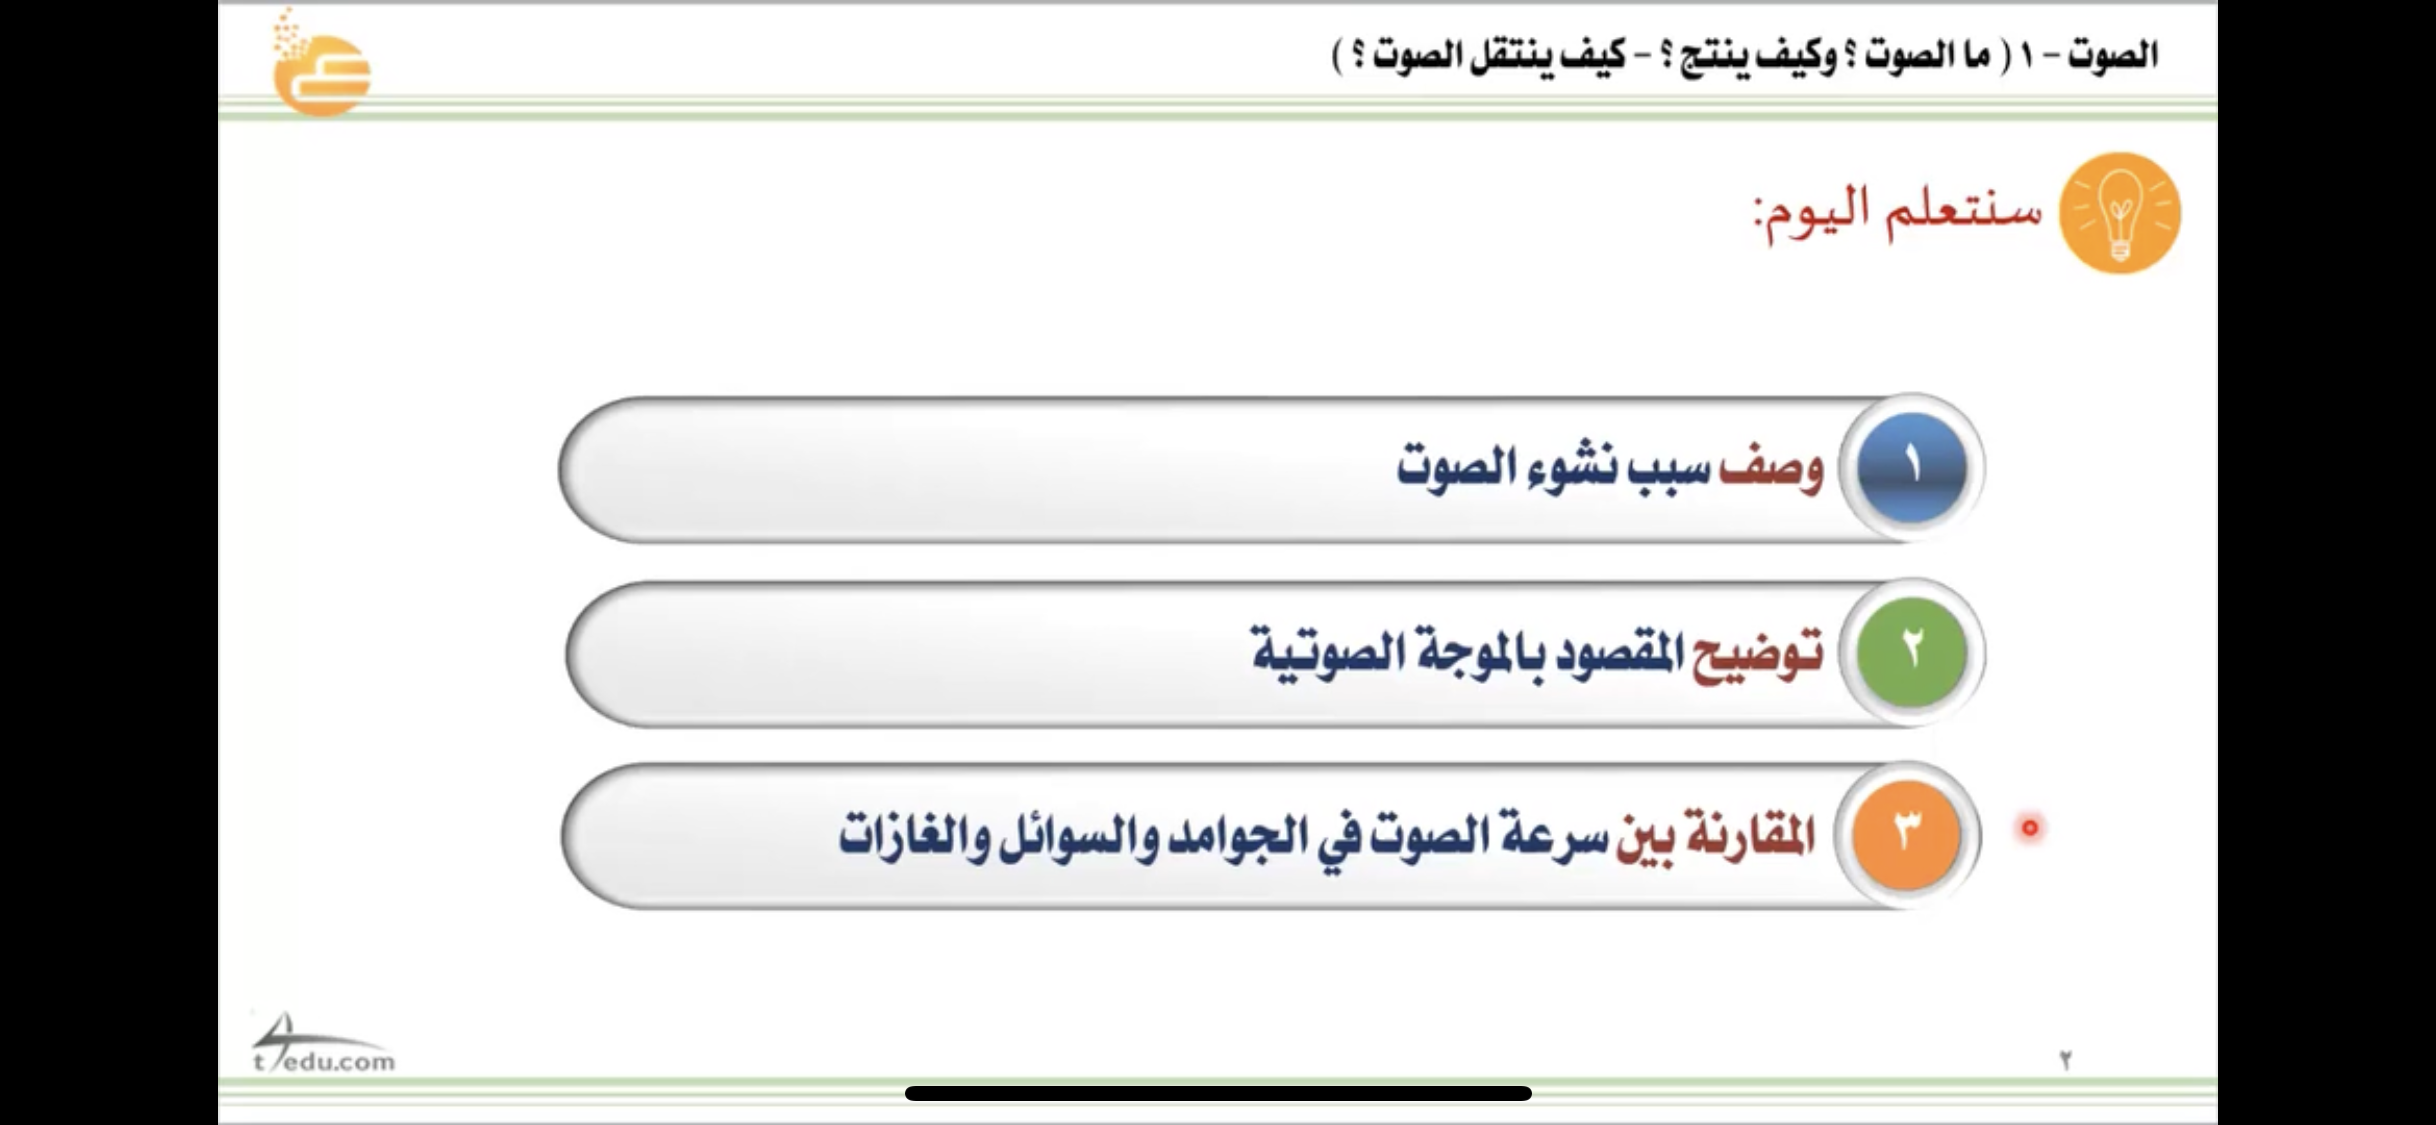 الصوت – ١ ( ما الصوت ؟ وكيف ينتج ؟ – كيف ينتقل الصوت ؟ )
سنتعلم اليوم:
١ وصف سبب نشوء الصوت
٢ توضيح المقصود بالموجة الصوتية
٣ المقارنة بين سرعة الصوت في الجوامد والسوائل والغازات
t4edu.com
٢